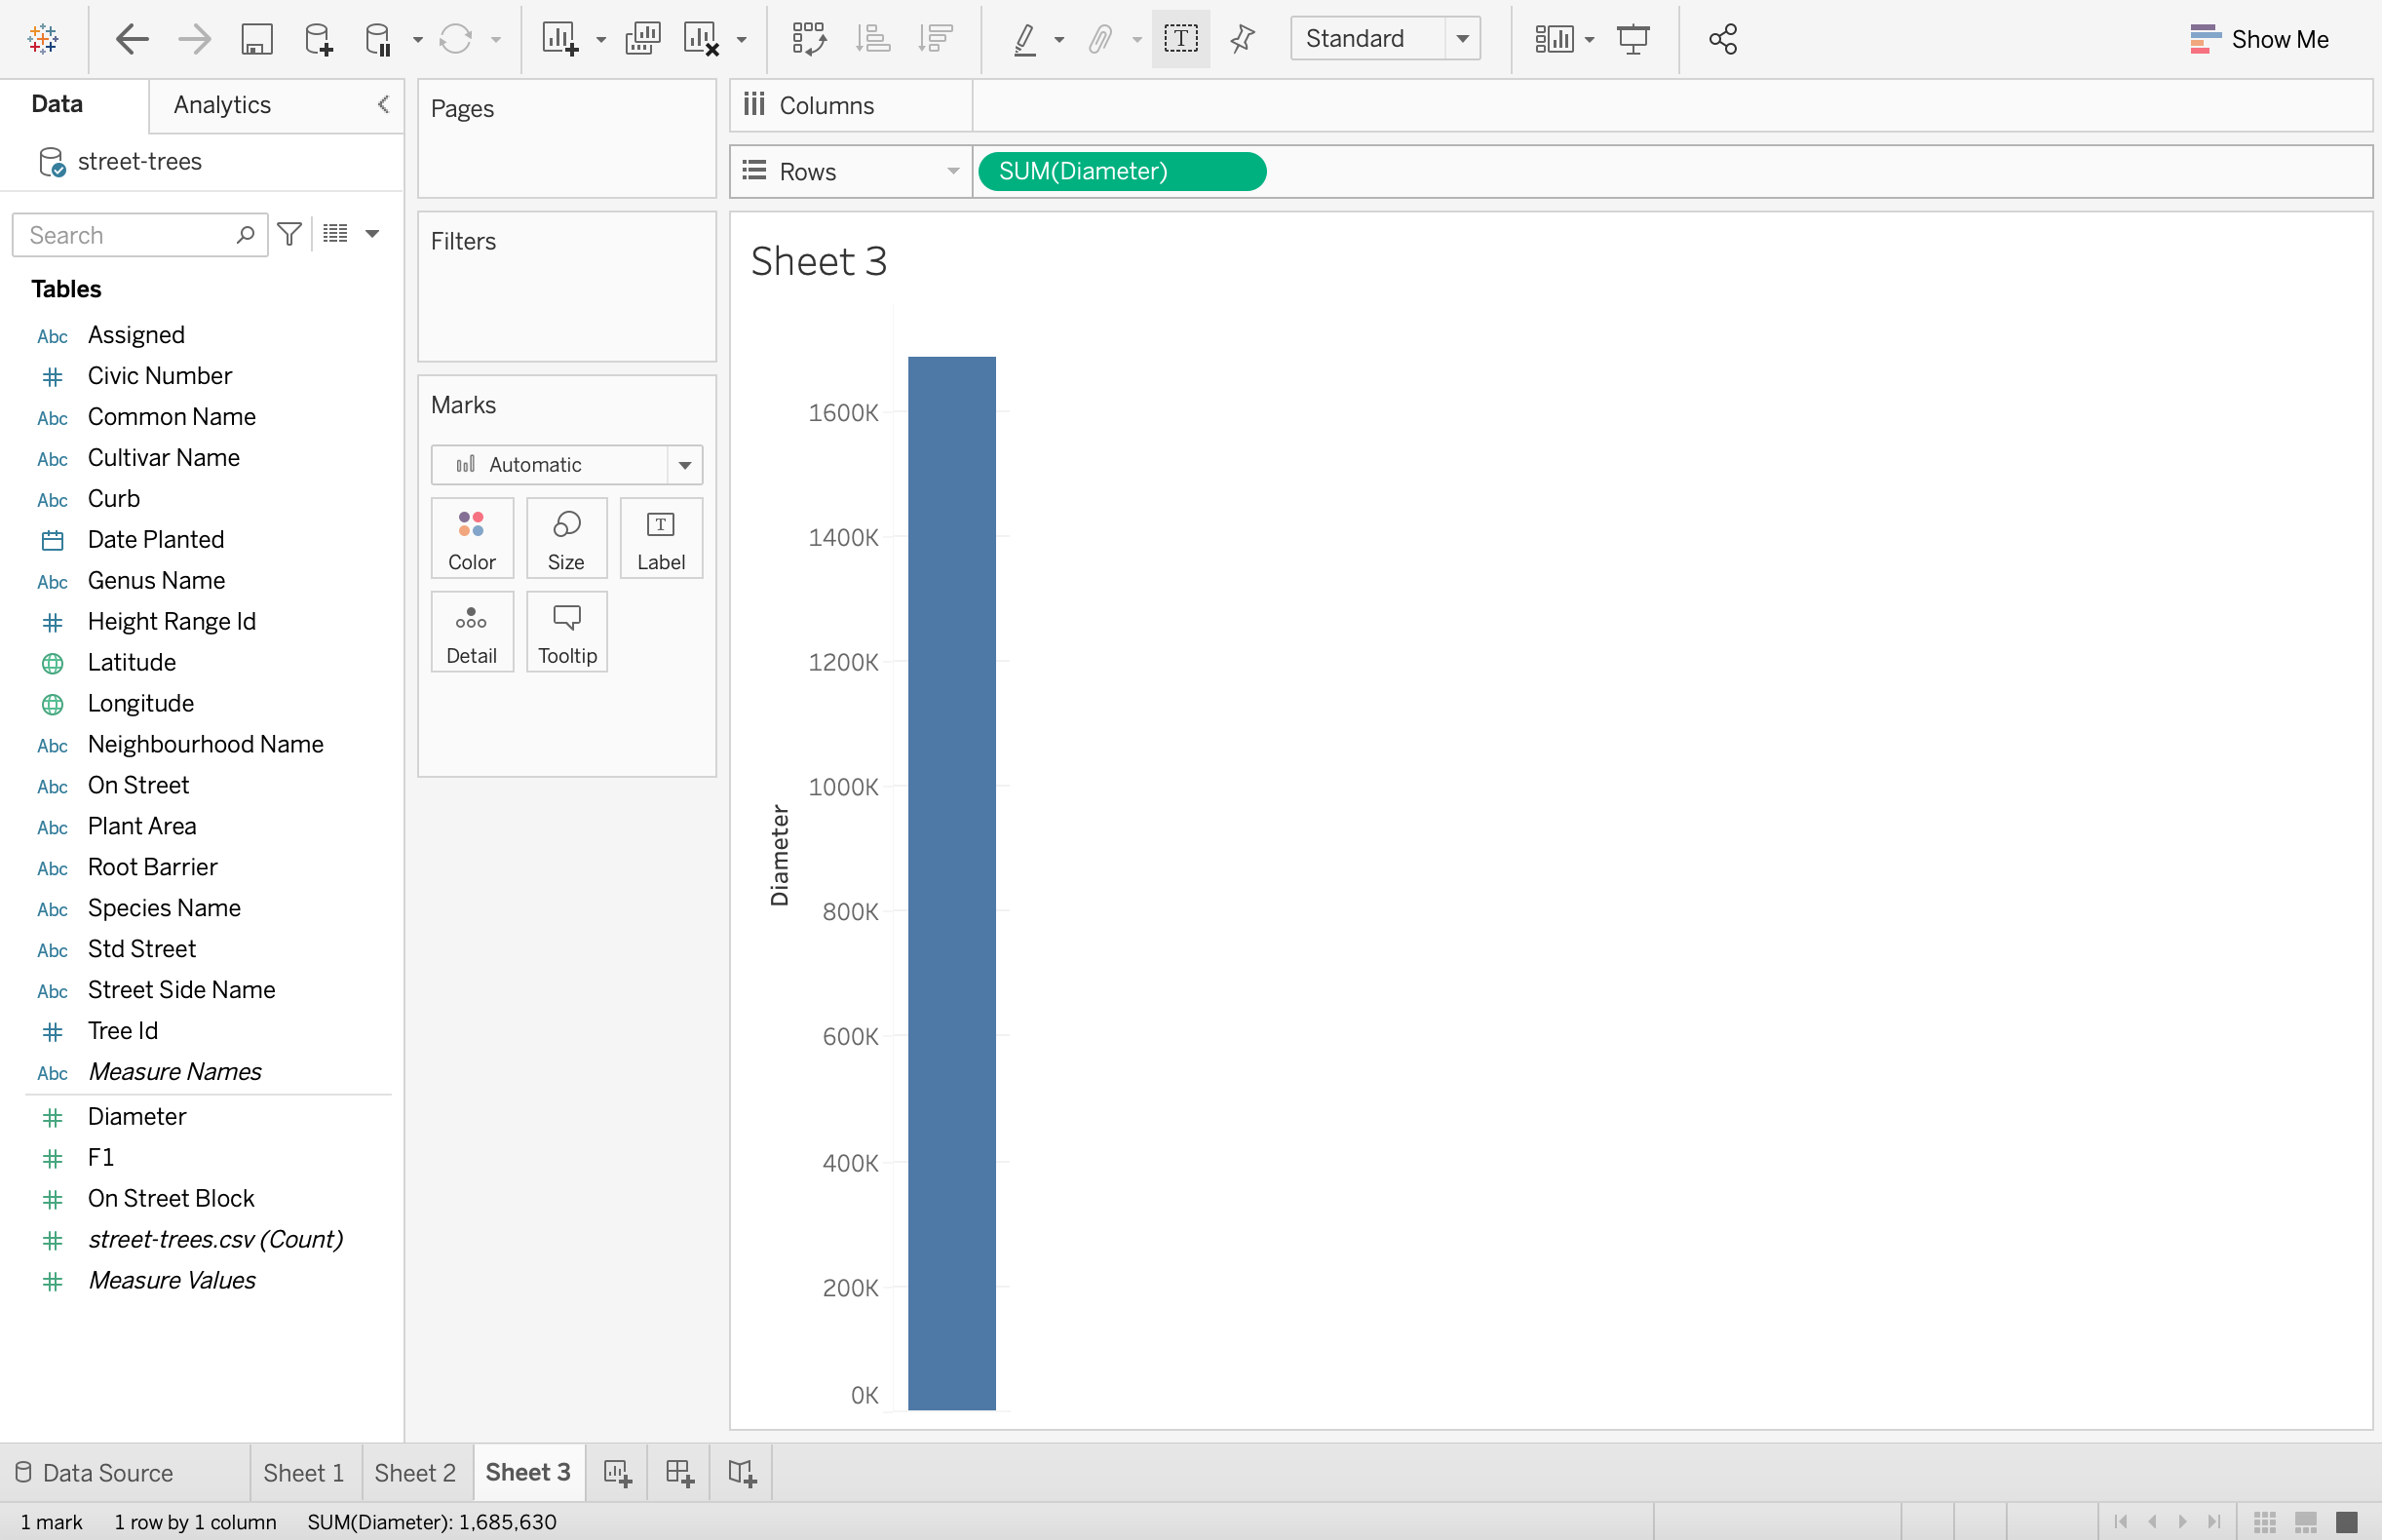 Standard
Show Me
Data
Analytics
street-trees
Search
Tables
Abc Assigned
Civic Number
Abc Common Name
Abc Cultivar Name
Abc Curb
Date Planted
Abc Genus Name
Height Range Id
Latitude
Longitude
Abc Neighbourhood Name
Abc On Street
Abc Plant Area
Abc Root Barrier
Abc Species Name
Abc Std Street
Abc Street Side Name
Tree Id
Abc Measure Names
Diameter
F1
On Street Block
street-trees.csv (Count)
Measure Values
Pages
Filters
Marks
Automatic
Color
Size
Label
Detail
Tooltip
Columns
Rows
SUM(Diameter)
Sheet 3
1600K
1400K
1200K
1000K
800K
600K
400K
200K
0K
Diameter
Data Source
Sheet 1
Sheet 2
Sheet 3
1 mark
1 row by 1 column
SUM(Diameter): 1,685,630